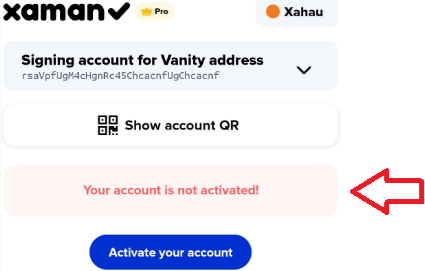 xaman
Pro
Xahau
Signing account for Vanity address
rsaVpfUgM4cHgnRc45ChcacnfUgChcacnf
Show account QR
Your account is not activated!
Activate your account